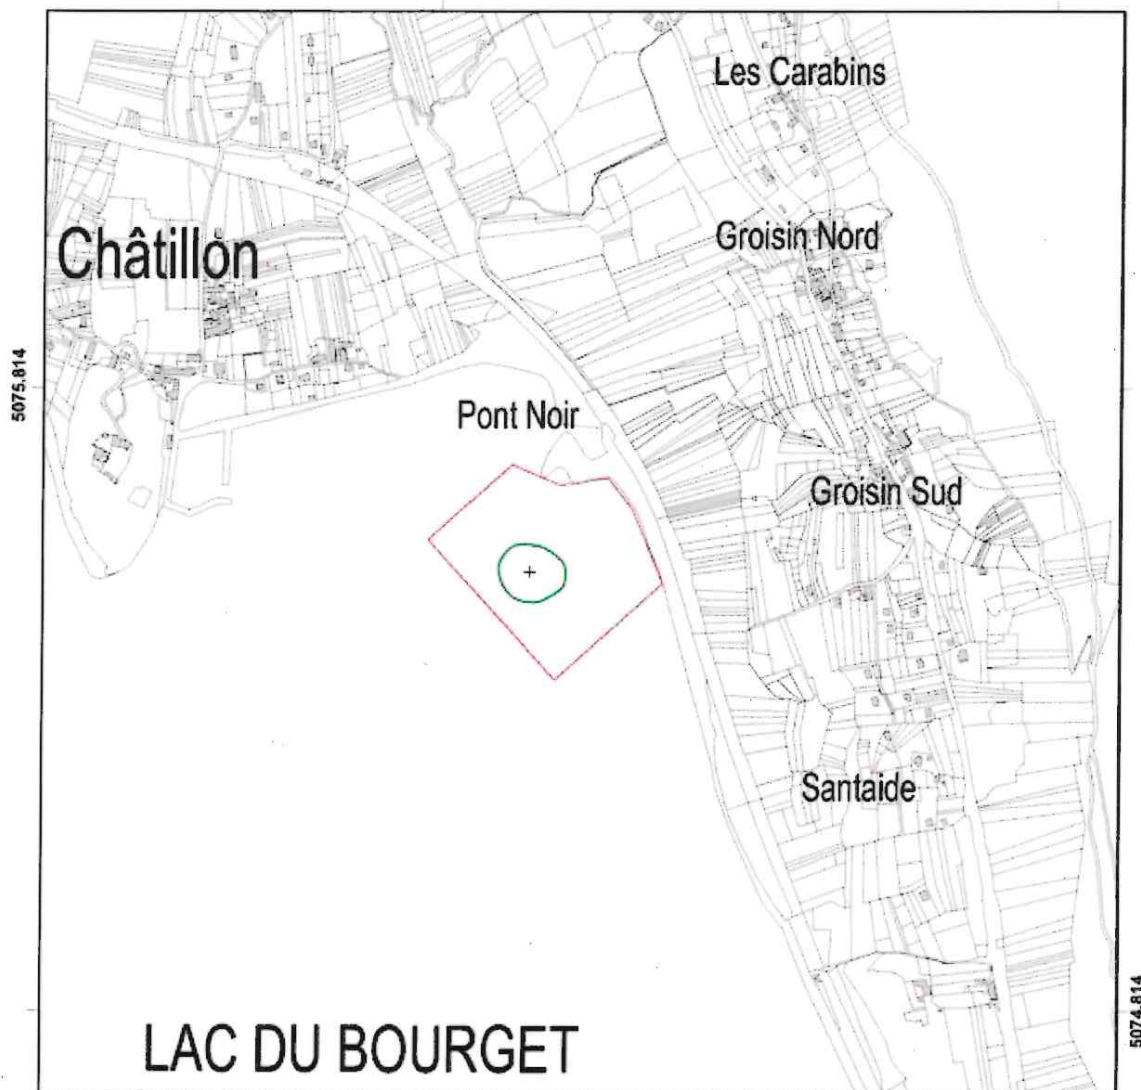 Les Carabins
Groisin Nord
Châtillon
5075.814
Pont Noir
Groisin Sud
Santaide
5074.814
LAC DU BOURGET